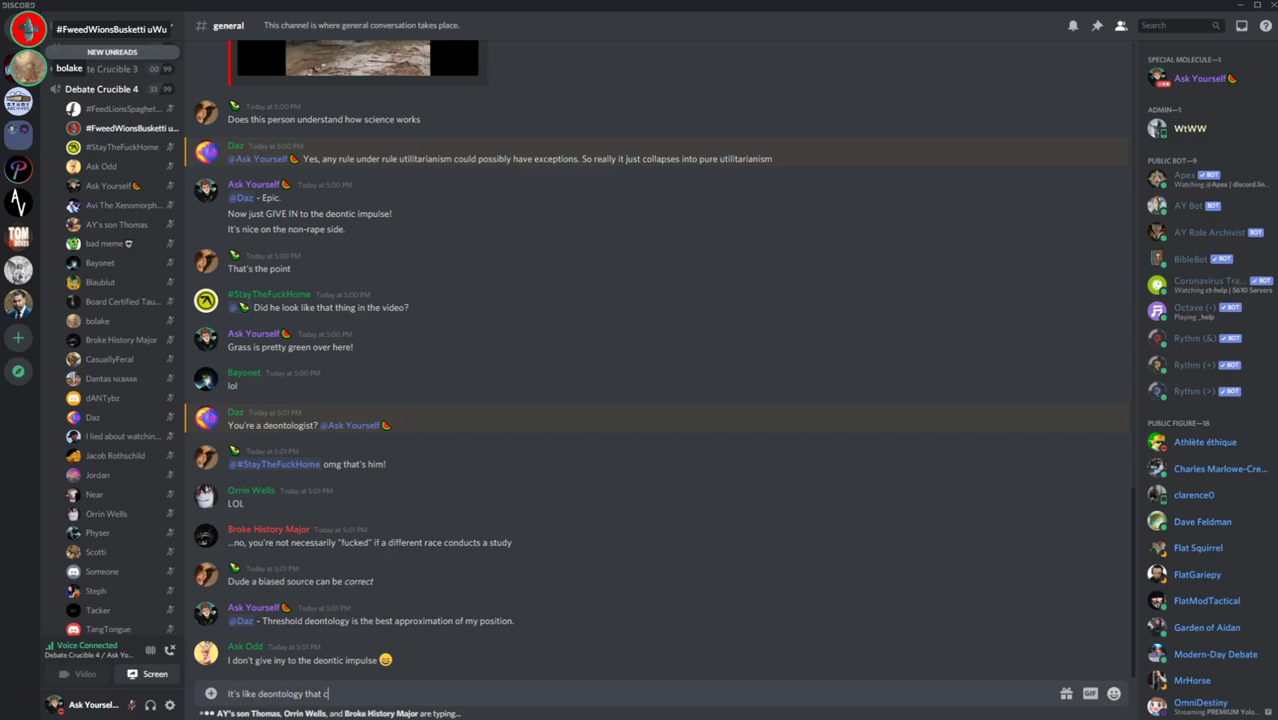 DISCORD
#FweedWionsBusketti uWu
NEW UNREADS
bolake
te Crucible 3 00 99
Debate Crucible 4 33 99
#FeedLionsSpaghet...
#FweedWionsBusketti u...
#StayTheFuckHome
Ask Odd
Ask Yourself🍉
Avi The Xenomorph...
AY's son Thomas
bad meme
Bayonet
Blaublut
Board Certified Tau...
bolake
Broke History Major
CasuallyFeral
Dantas NLBRAR
dANTybz
Daz
I lied about watchin...
Jacob Rothschild
Jordan
Near
Orrin Wells
Physer
Scotti
Someone
Steph
Tacker
TangTongue
Voice Connected
Debate Crucible 4 / Ask Yo...
Video Screen
Ask Yoursel...
# general This channel is where general conversation takes place.
Search
Today at 5:00 PM
Does this person understand how science works
Daz Today at 5:00 PM
@Ask Yourself🍉 Yes, any rule under rule utilitarianism could possibly have exceptions. So really it just collapses into pure utilitarianism
Ask Yourself🍉 Today at 5:00 PM
@Daz - Epic.
Now just GIVE IN to the deontic impulse!
It's nice on the non-rape side.
Today at 5:00 PM
That's the point
#StayTheFuckHome Today at 5:00 PM
@ Did he look like that thing in the video?
Ask Yourself🍉 Today at 5:00 PM
Grass is pretty green over here!
Bayonet Today at 5:00 PM
lol
Daz Today at 5:01 PM
You're a deontologist? @Ask Yourself🍉
Today at 5:01 PM
@#StayTheFuckHome omg that's him!
Orrin Wells Today at 5:01 PM
LOL
Broke History Major Today at 5:01 PM
...no, you're not necessarily "fucked" if a different race conducts a study
Today at 5:01 PM
Dude a biased source can be correct
Ask Yourself🍉 Today at 5:01 PM
@Daz - Threshold deontology is the best approximation of my position.
Ask Odd Today at 5:01 PM
I don't give iny to the deontic impulse 😊
It's like deontology that c
GIF
AY's son Thomas, Orrin Wells, and Broke History Major are typing...
SPECIAL MOLECULE—1
Ask Yourself🍉
ADMIN—1
WtWW
PUBLIC BOT—9
Apex BOT
Watching @Apex | discord.lin...
AY Bot BOT
AY Role Archivist BOT
BibleBot BOT
Coronavirus Tra... BOT
Watching ct-help | 5610 Servers
Octave (-) BOT
Playing _help
Rythm (&) BOT
Rythm (+) BOT
Rythm (>) BOT
PUBLIC FIGURE—18
Athlète éthique
Charles Marlowe-Cre...
clarence0
Dave Feldman
Flat Squirrel
FlatGariepy
FlatModTactical
Garden of Aidan
Modern-Day Debate
MrHorse
OmniDestiny
Streaming PREMIUM Yolo...
STUDY
ARCHIVES
TOM